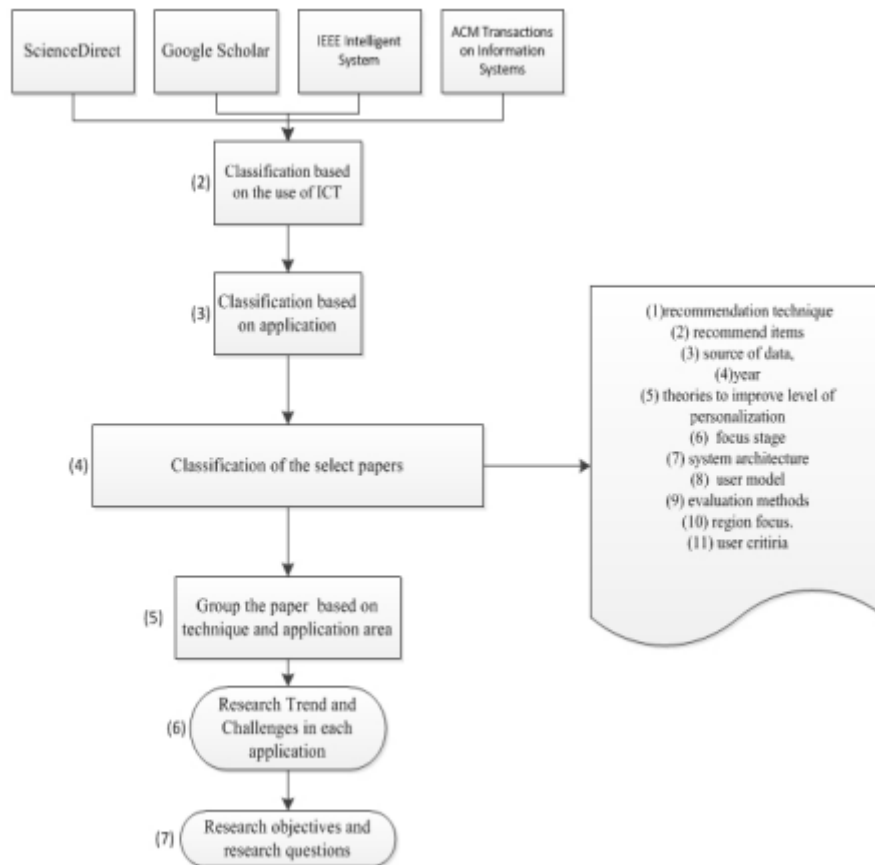 ScienceDirect
Google Scholar
IEEE Intelligent
System
ACM Transactions
on Information
Systems
(2)
Classification based
on the use of ICT
(3)
Classification based
on application
(4)
Classification of the select papers
(1)recommendation technique
(2) recommend items
(3) source of data,
(4)year
(5) theories to improve level of
personalization
(6) focus stage
(7) system architecture
(8) user model
(9) evaluation methods
(10) region focus.
(11) user critiria
(5)
Group the paper based on
technique and application area
(6)
Research Trend and
Challenges in each
application
(7)
Research objectives and
research questions